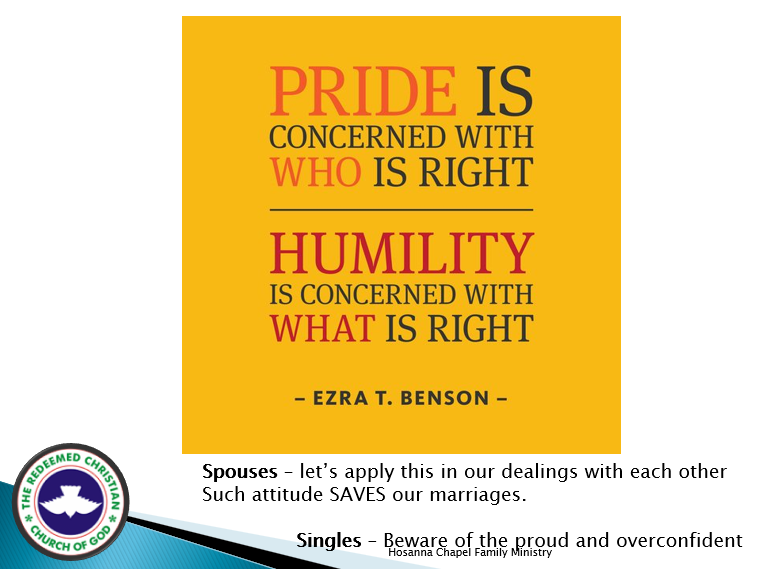 PRIDE IS
CONCERNED WITH
WHO IS RIGHT
HUMILITY
IS CONCERNED WITH
WHAT IS RIGHT
– EZRA T. BENSON –
Spouses – let's apply this in our dealings with each other
Such attitude SAVES our marriages.
Singles – Beware of the proud and overconfident
Hosanna Chapel Family Ministry
THE REDEEMED CHRISTIAN
CHURCH OF GOD